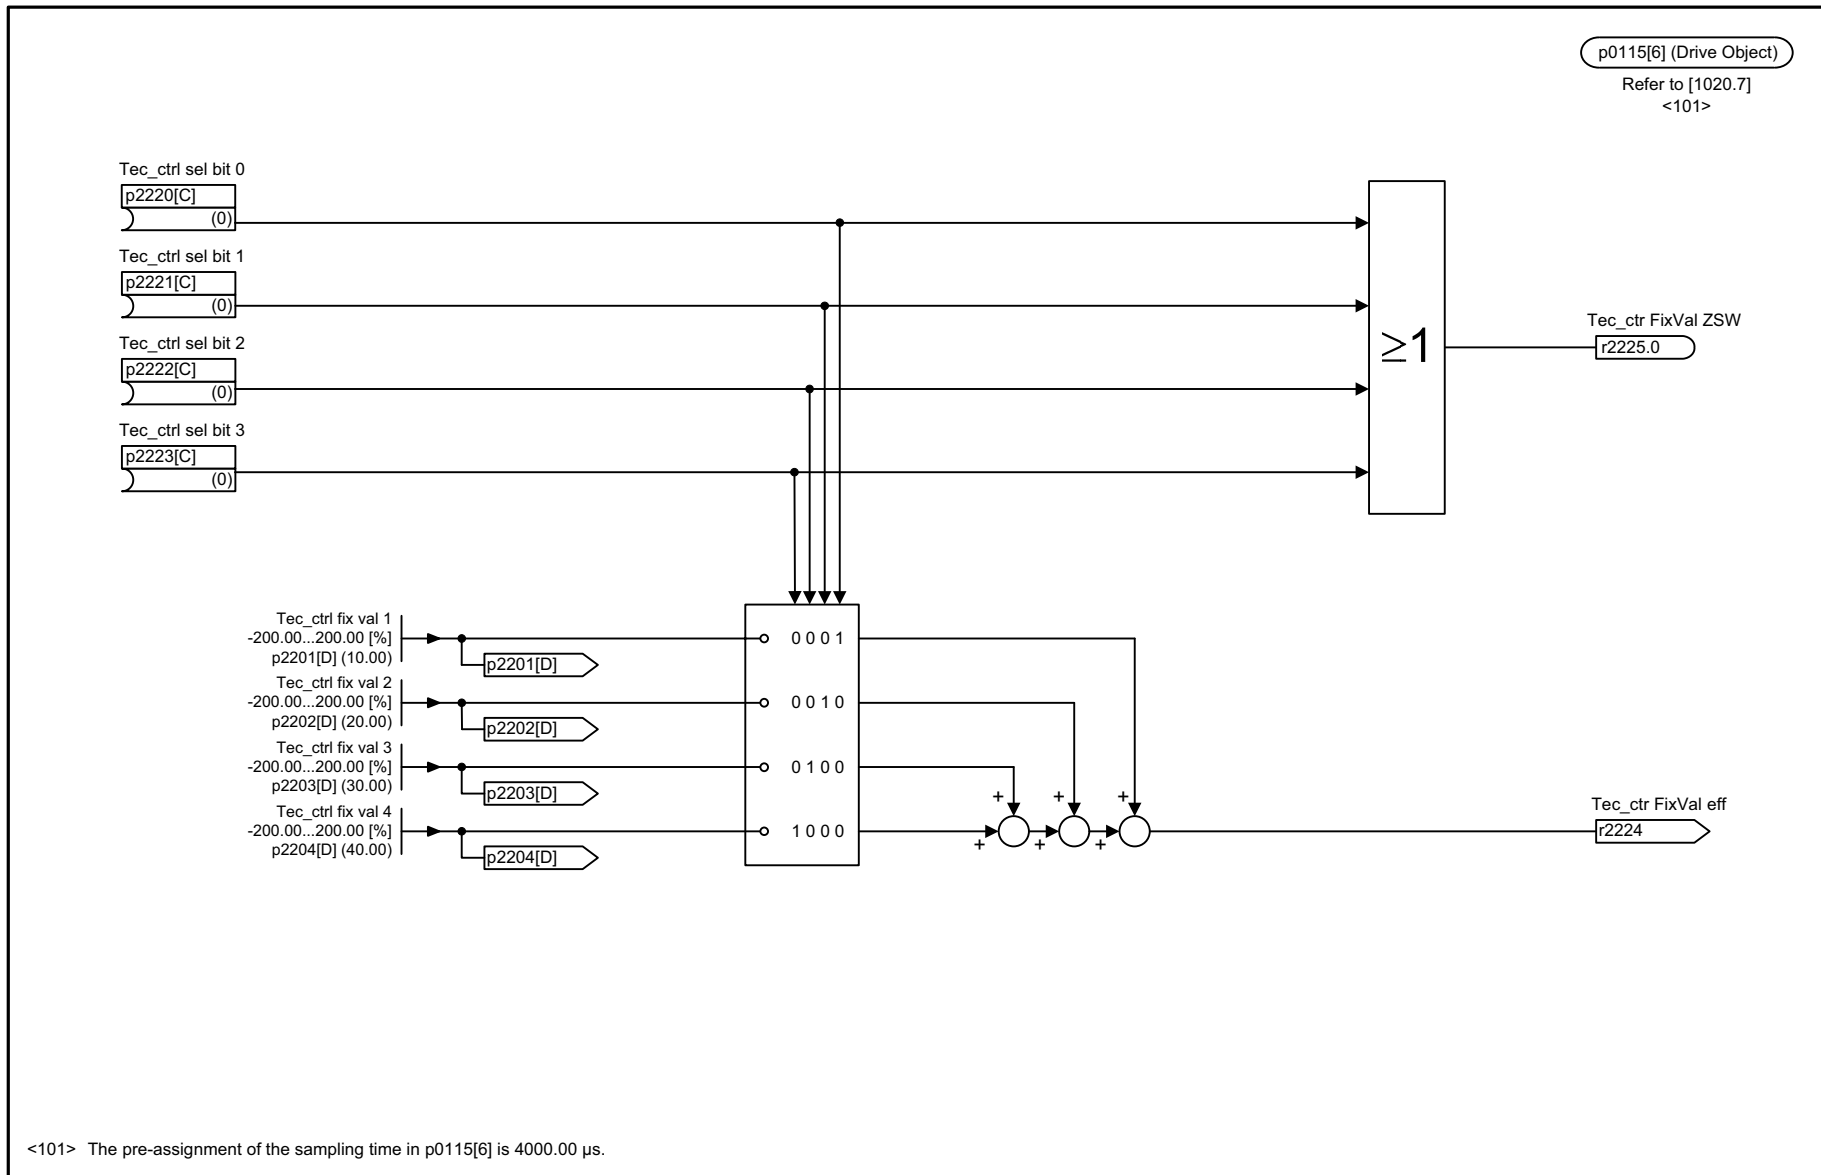 p0115[6] (Drive Object)
Refer to [1020.7]
<101>
Tec_ctrl sel bit 0
p2220[C]
(0)
Tec_ctrl sel bit 1
p2221[C]
(0)
Tec_ctrl sel bit 2
p2222[C]
(0)
Tec_ctrl sel bit 3
p2223[C]
(0)
≥1
Tec_ctr FixVal ZSW
r2225.0
Tec_ctrl fix val 1
-200.00...200.00 [%]
p2201[D] (10.00)
p2201[D]
0 0 0 1
Tec_ctrl fix val 2
-200.00...200.00 [%]
p2202[D] (20.00)
p2202[D]
0 0 1 0
Tec_ctrl fix val 3
-200.00...200.00 [%]
p2203[D] (30.00)
p2203[D]
0 1 0 0
Tec_ctrl fix val 4
-200.00...200.00 [%]
p2204[D] (40.00)
p2204[D]
1 0 0 0
+ + +
+ + +
Tec_ctr FixVal eff
r2224
<101> The pre-assignment of the sampling time in p0115[6] is 4000.00 µs.